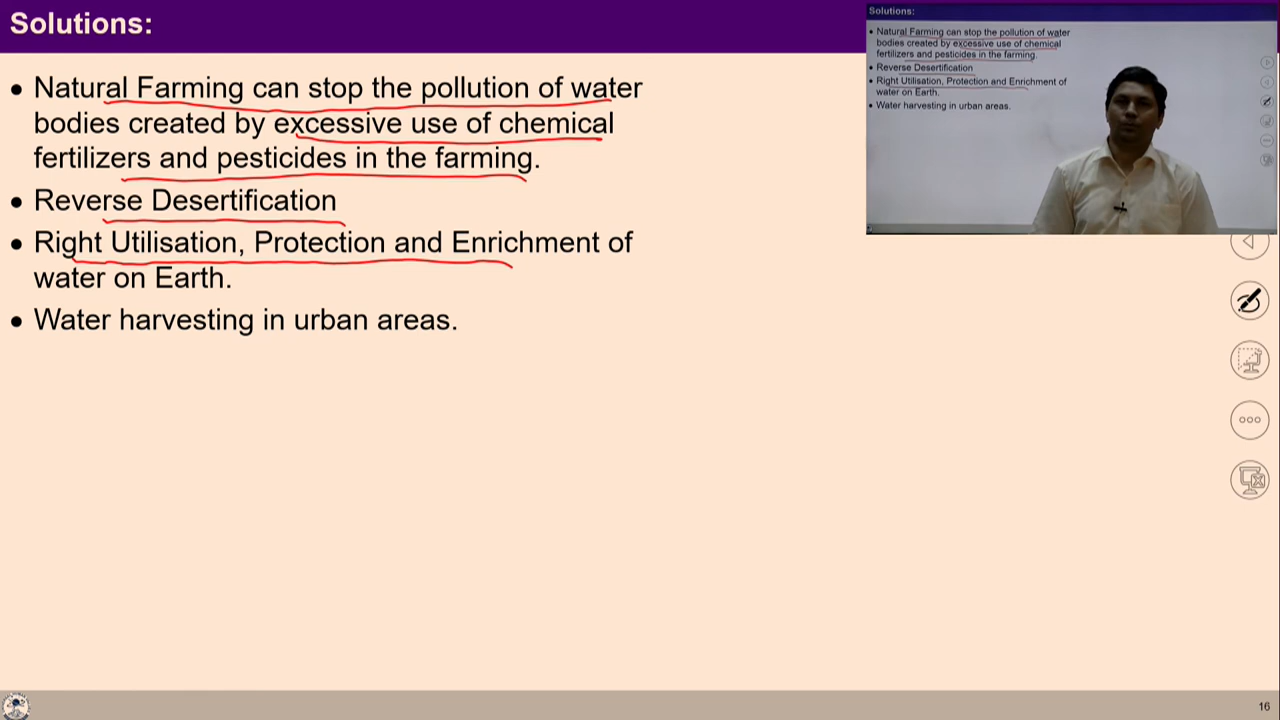 Solutions:
• Natural Farming can stop the pollution of water
bodies created by excessive use of chemical
fertilizers and pesticides in the farming.
• Reverse Desertification
• Right Utilisation, Protection and Enrichment of
water on Earth.
• Water harvesting in urban areas.
Solutions:
• Natural Farming can stop the pollution of water
bodies created by excessive use of chemical
fertilizers and pesticides in the farming.
• Reverse Desertification
• Right Utilisation, Protection and Enrichment of
water on Earth.
• Water harvesting in urban areas.
16